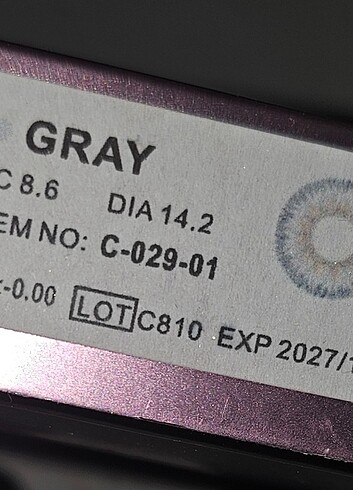 GRAY
C 8.6 DIA 14.2
EM NO: C-029-01
-0.00 LOT C810 EXP 2027/1